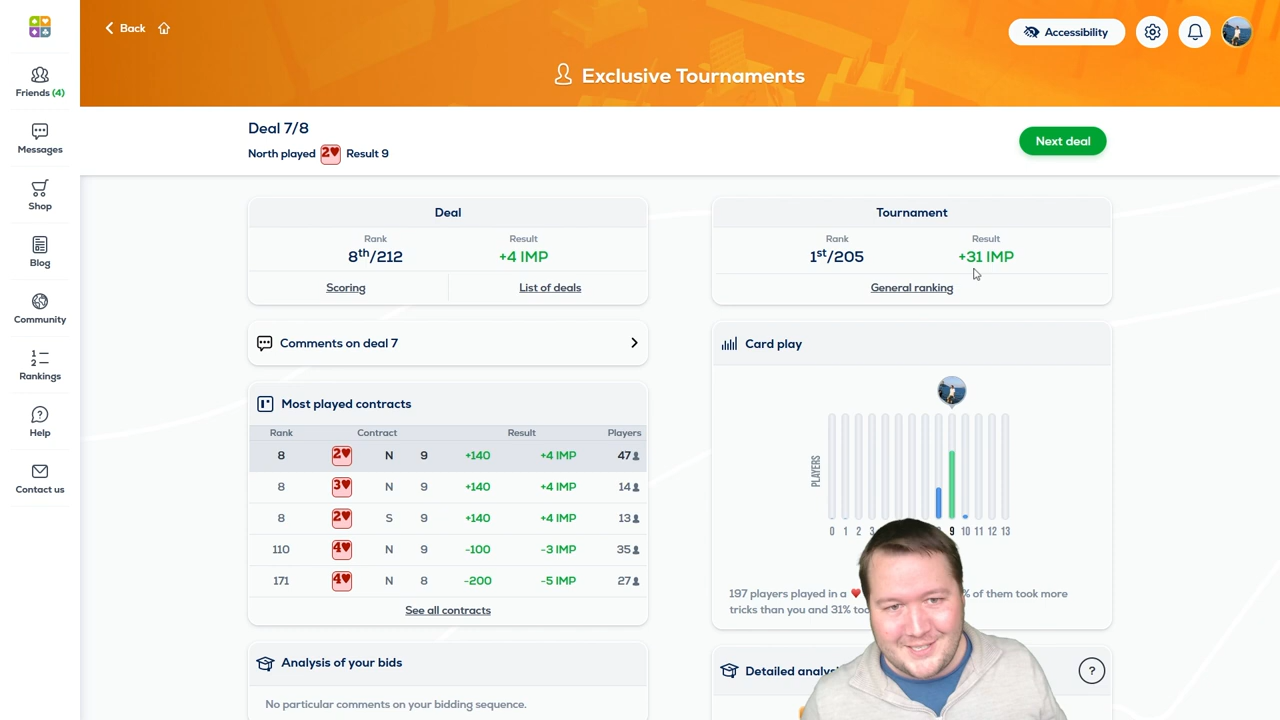 Back
Accessibility
Exclusive Tournaments
Friends (4)
Messages
Shop
Blog
Community
Rankings
Help
Contact us
Deal 7/8
North played 2♥ Result 9
Next deal
Deal
Rank Result
8th/212 +4 IMP
Scoring List of deals
Tournament
Rank Result
1st/205 +31 IMP
General ranking
Comments on deal 7
Most played contracts
Rank Contract Result Players
8 2♥ N 9 +140 +4 IMP 47
8 3♥ N 9 +140 +4 IMP 14
8 2♥ S 9 +140 +4 IMP 13
110 4♥ N 9 -100 -3 IMP 35
171 4♥ N 8 -200 -5 IMP 27
See all contracts
Card play
PLAYERS
0 1 2 3 9 10 11 12 13
197 players played in a ♥ % of them took more
tricks than you and 31%
Analysis of your bids
No particular comments on your bidding sequence.
Detailed
?